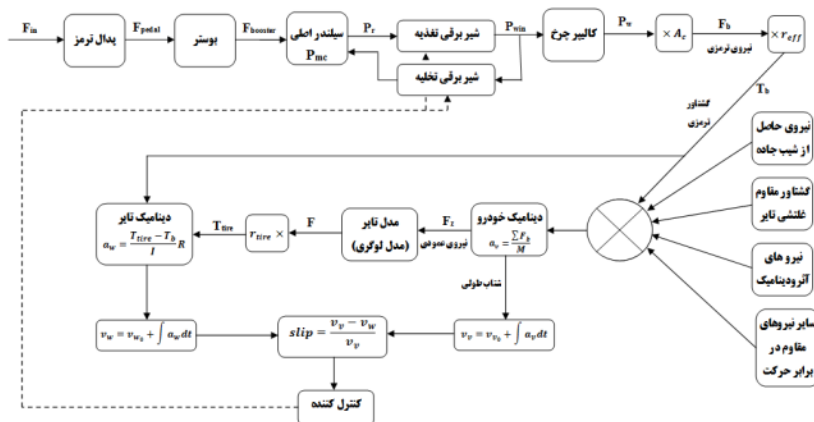 F_in
پدال ترمز
F_pedal
بوستر
F_booster
سیلندر اصلی
P_mc
P_r
شیر برقی تغذیه
شیر برقی تخلیه
P_win
کالیپر چرخ
P_w
× A_c
F_b
نیروی ترمزی
× r_eff
T_b
گشتاور
ترمزی
نیروی حاصل
از شیب جاده
گشتاور مقاوم
غلتشی تایر
نیرو های
آئرودینامیک
سایر نیروهای
مقاوم در
برابر حرکت
دینامیک خودرو
a_v = ∑F_b / M
F_z
نیروی عمودی
مدل تایر
(مدل لوگری)
F
r_tire ×
T_tire
دینامیک تایر
a_w = (T_tire − T_b) / I R
شتاب طولی
v_w = v_w0 + ∫ a_w dt
slip = (v_v − v_w) / v_v
v_v = v_v0 + ∫ a_v dt
کنترل کننده